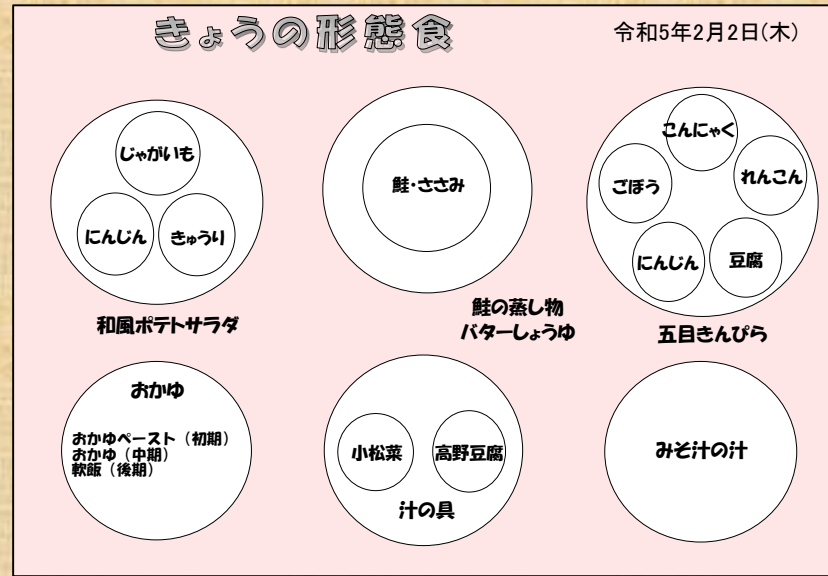 きょうの形態食
令和5年2月2日(木)
じゃがいも
にんじん
きゅうり
和風ポテトサラダ
鮭・ささみ
鮭の蒸し物
バターしょうゆ
こんにゃく
ごぼう
れんこん
にんじん
豆腐
五目きんぴら
おかゆ
おかゆペースト（初期）
おかゆ（中期）
軟飯（後期）
小松菜
高野豆腐
汁の具
みそ汁の汁